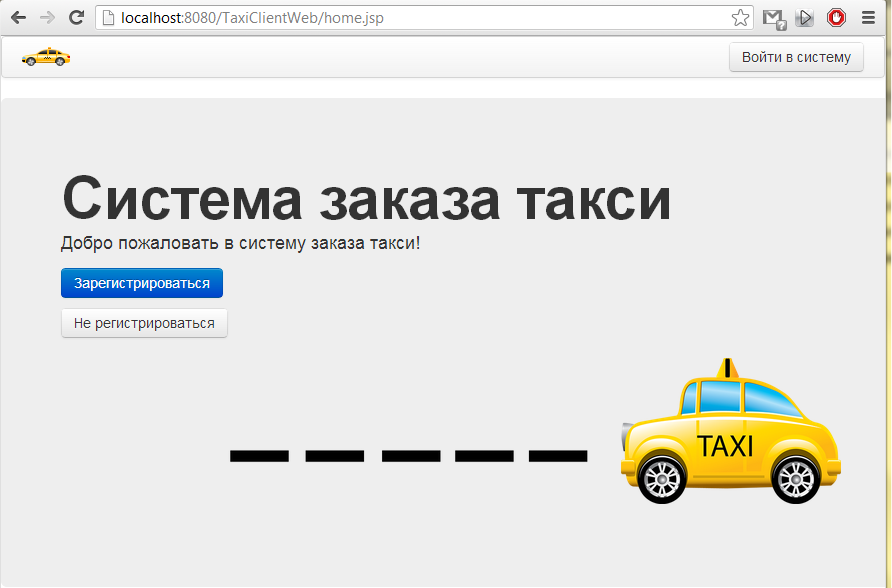 localhost:8080/TaxiClientWeb/home.jsp
Войти в систему
Система заказа такси
Добро пожаловать в систему заказа такси!
Зарегистрироваться
Не регистрироваться
TAXI